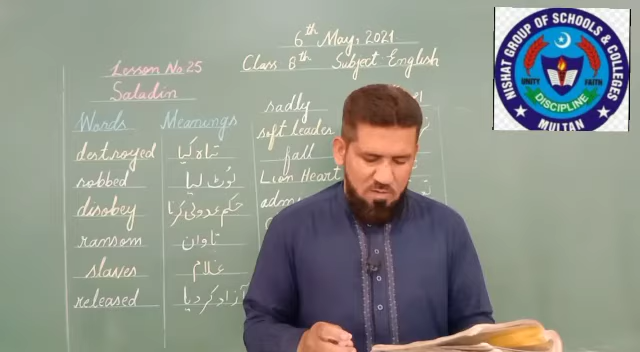 6th May, 2021
Class 8th Subject English
Lesson No 25
Saladin
Words Meanings
destroyed تباہ کیا
robbed لوٹ لیا
disobey حکم عدولی کرنا
ransom تاوان
slaves غلام
released آزاد کر دیا
sadly
soft leader
fall
Lion Heart
adm
NISHAT GROUP OF SCHOOLS & COLLEGES
UNITY FAITH
DISCIPLINE
MULTAN